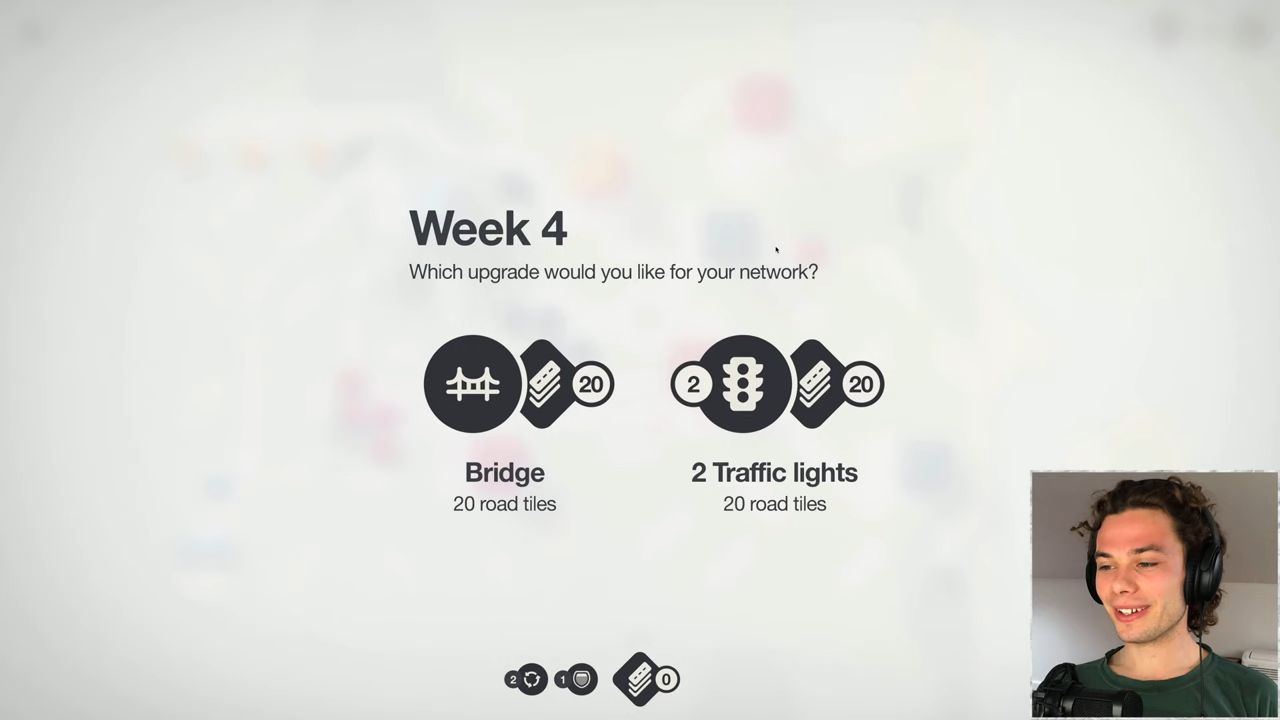 Week 4
Which upgrade would you like for your network?
20
2
20
Bridge
2 Traffic lights
20 road tiles
20 road tiles
2
1
0